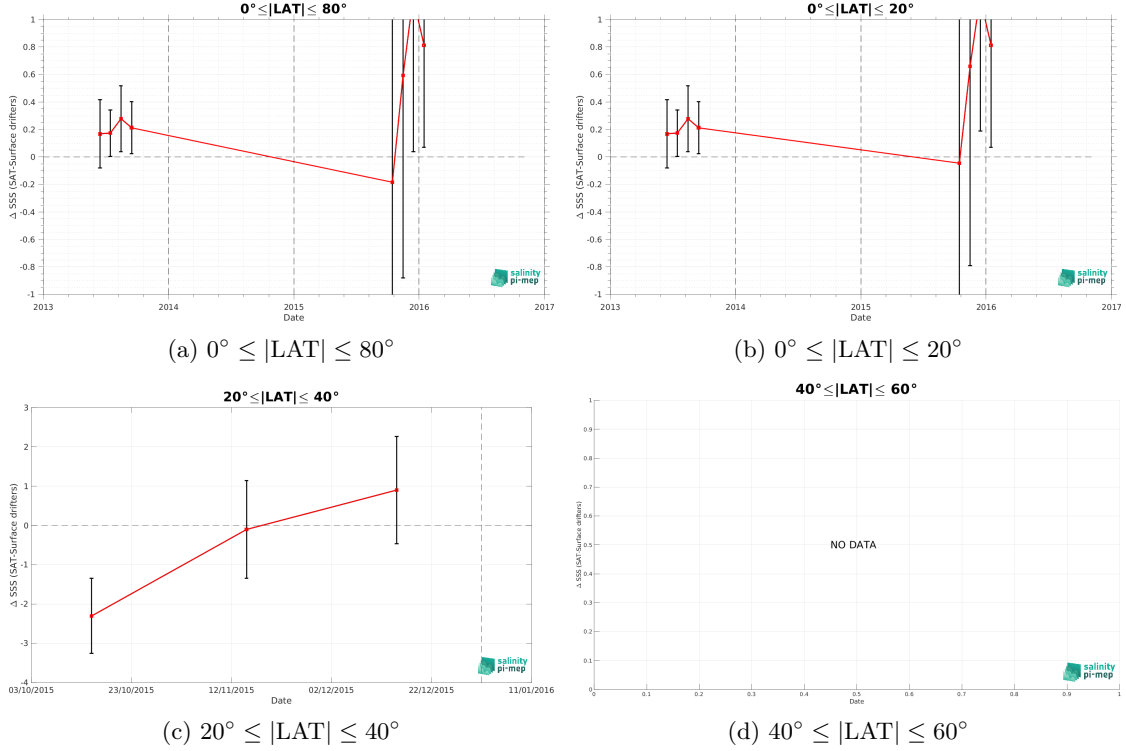 0°≤|LAT|≤ 80°
1
0.8
0.6
0.4
0.2
0
-0.2
-0.4
-0.6
-0.8
-1
Δ SSS (SAT-Surface drifters)
2013
2014
2015
2016
2017
Date
salinity
pi-mep
(a) 0° ≤ |LAT| ≤ 80°
0°≤|LAT|≤ 20°
1
0.8
0.6
0.4
0.2
0
-0.2
-0.4
-0.6
-0.8
-1
Δ SSS (SAT-Surface drifters)
2013
2014
2015
2016
2017
Date
salinity
pi-mep
(b) 0° ≤ |LAT| ≤ 20°
20°≤|LAT|≤ 40°
3
2
1
0
-1
-2
-3
-4
Δ SSS (SAT-Surface drifters)
03/10/2015
23/10/2015
12/11/2015
02/12/2015
22/12/2015
11/01/2016
Date
salinity
pi-mep
(c) 20° ≤ |LAT| ≤ 40°
40°≤|LAT|≤ 60°
1
0.9
0.8
0.7
0.6
0.5
0.4
0.3
0.2
0.1
0
Δ SSS (SAT-Surface drifters)
NO DATA
0
0.1
0.2
0.3
0.4
0.5
0.6
0.7
0.8
0.9
1
Date
salinity
pi-mep
(d) 40° ≤ |LAT| ≤ 60°